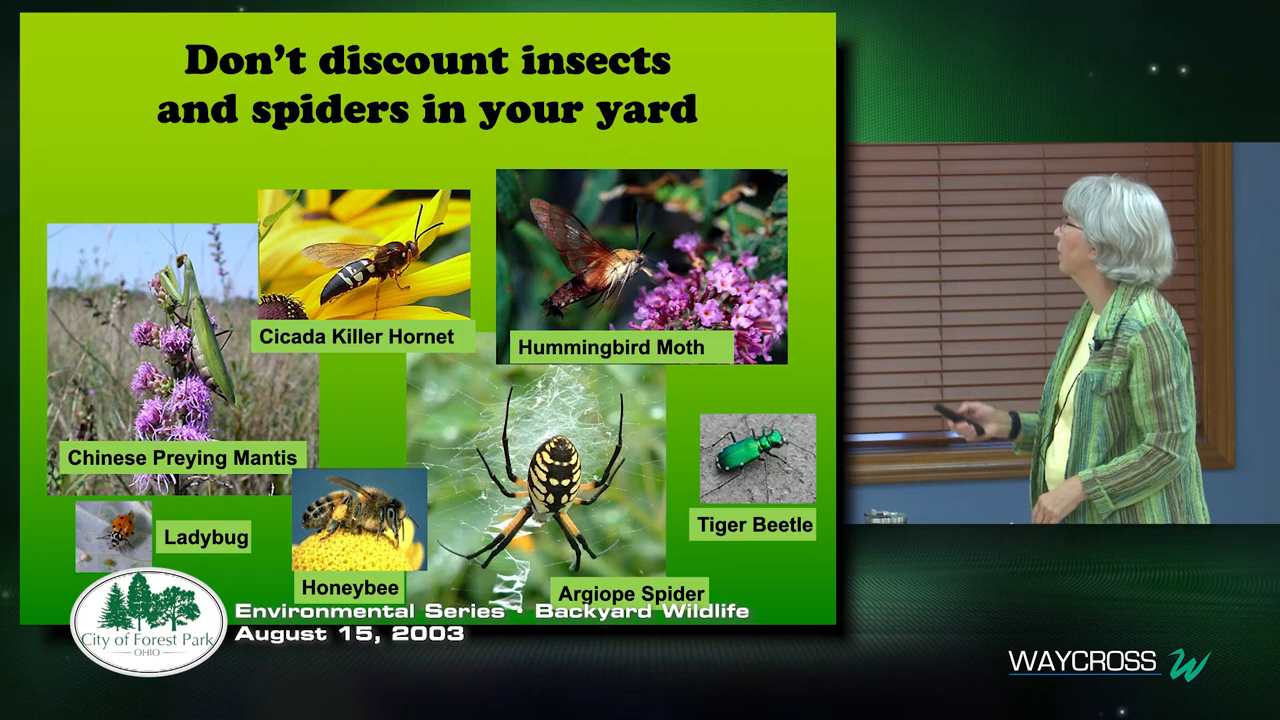 Don't discount insects
and spiders in your yard
Cicada Killer Hornet
Hummingbird Moth
Chinese Preying Mantis
Ladybug
Honeybee
Argiope Spider
Tiger Beetle
City of Forest Park
OHIO
Environmental Series • Backyard Wildlife
August 15, 2003
WAYCROSS W